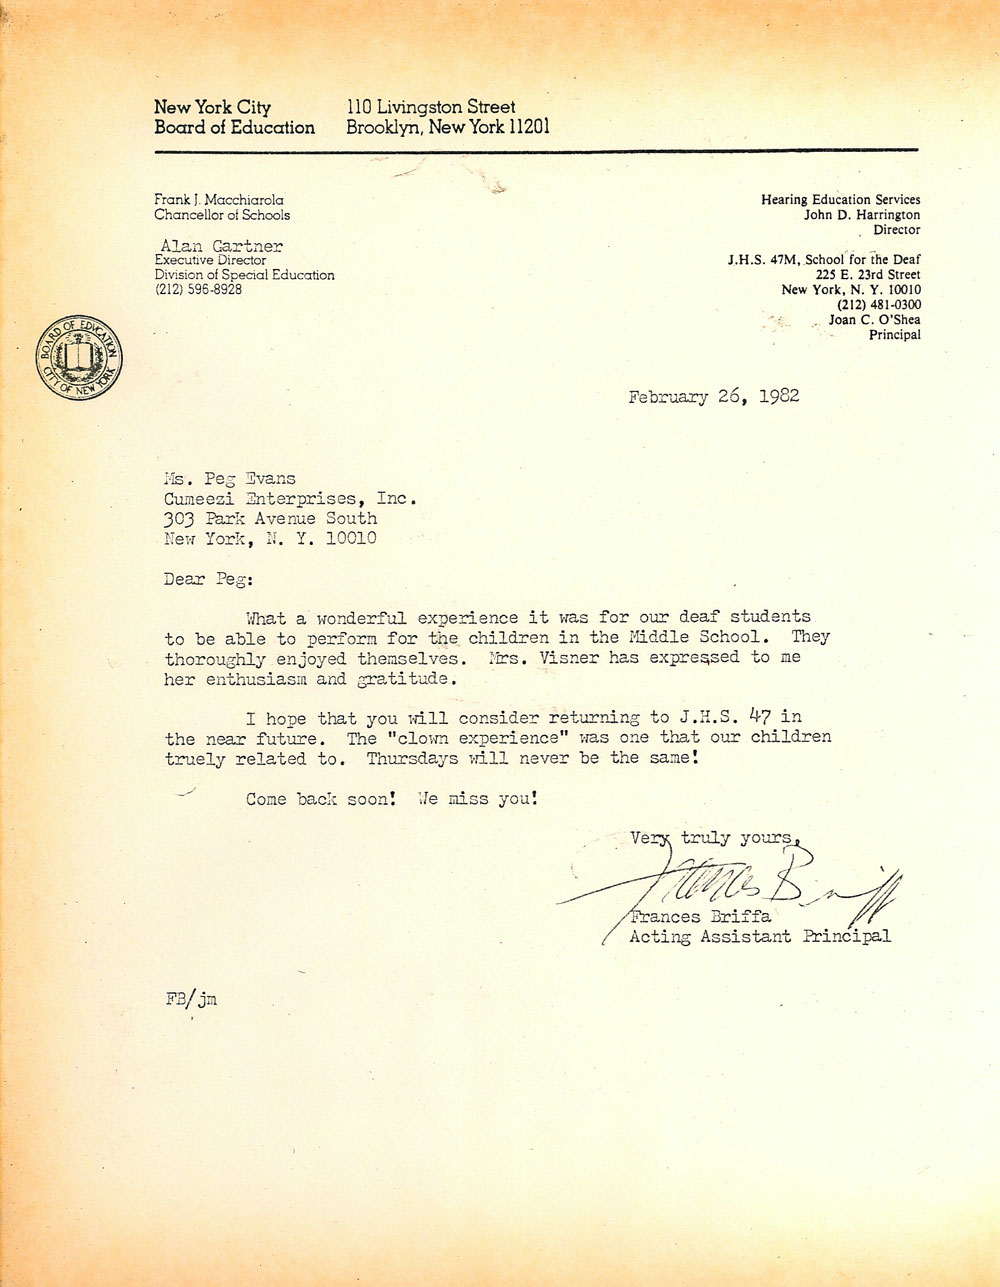 New York City
Board of Education
110 Livingston Street
Brooklyn, New York 11201
Frank J. Macchiarola
Chancellor of Schools
Alan Gartner
Executive Director
Division of Special Education
(212) 596-8928
Hearing Education Services
John D. Harrington
Director
J.H.S. 47M, School for the Deaf
225 E. 23rd Street
New York, N. Y. 10010
(212) 481-0300
Joan C. O'Shea
Principal
BOARD OF EDUCATION
CITY OF NEW YORK
February 26, 1982
Ms. Peg Evans
Cumeezi Enterprises, Inc.
303 Park Avenue South
New York, N. Y. 10010
Dear Peg:
What a wonderful experience it was for our deaf students
to be able to perform for the children in the Middle School. They
thoroughly enjoyed themselves. Mrs. Visner has expressed to me
her enthusiasm and gratitude.
I hope that you will consider returning to J.H.S. 47 in
the near future. The "clown experience" was one that our children
truely related to. Thursdays will never be the same!
Come back soon! We miss you!
Very truly yours,
Frances Briffa
Frances Briffa
Acting Assistant Principal
FB/jm